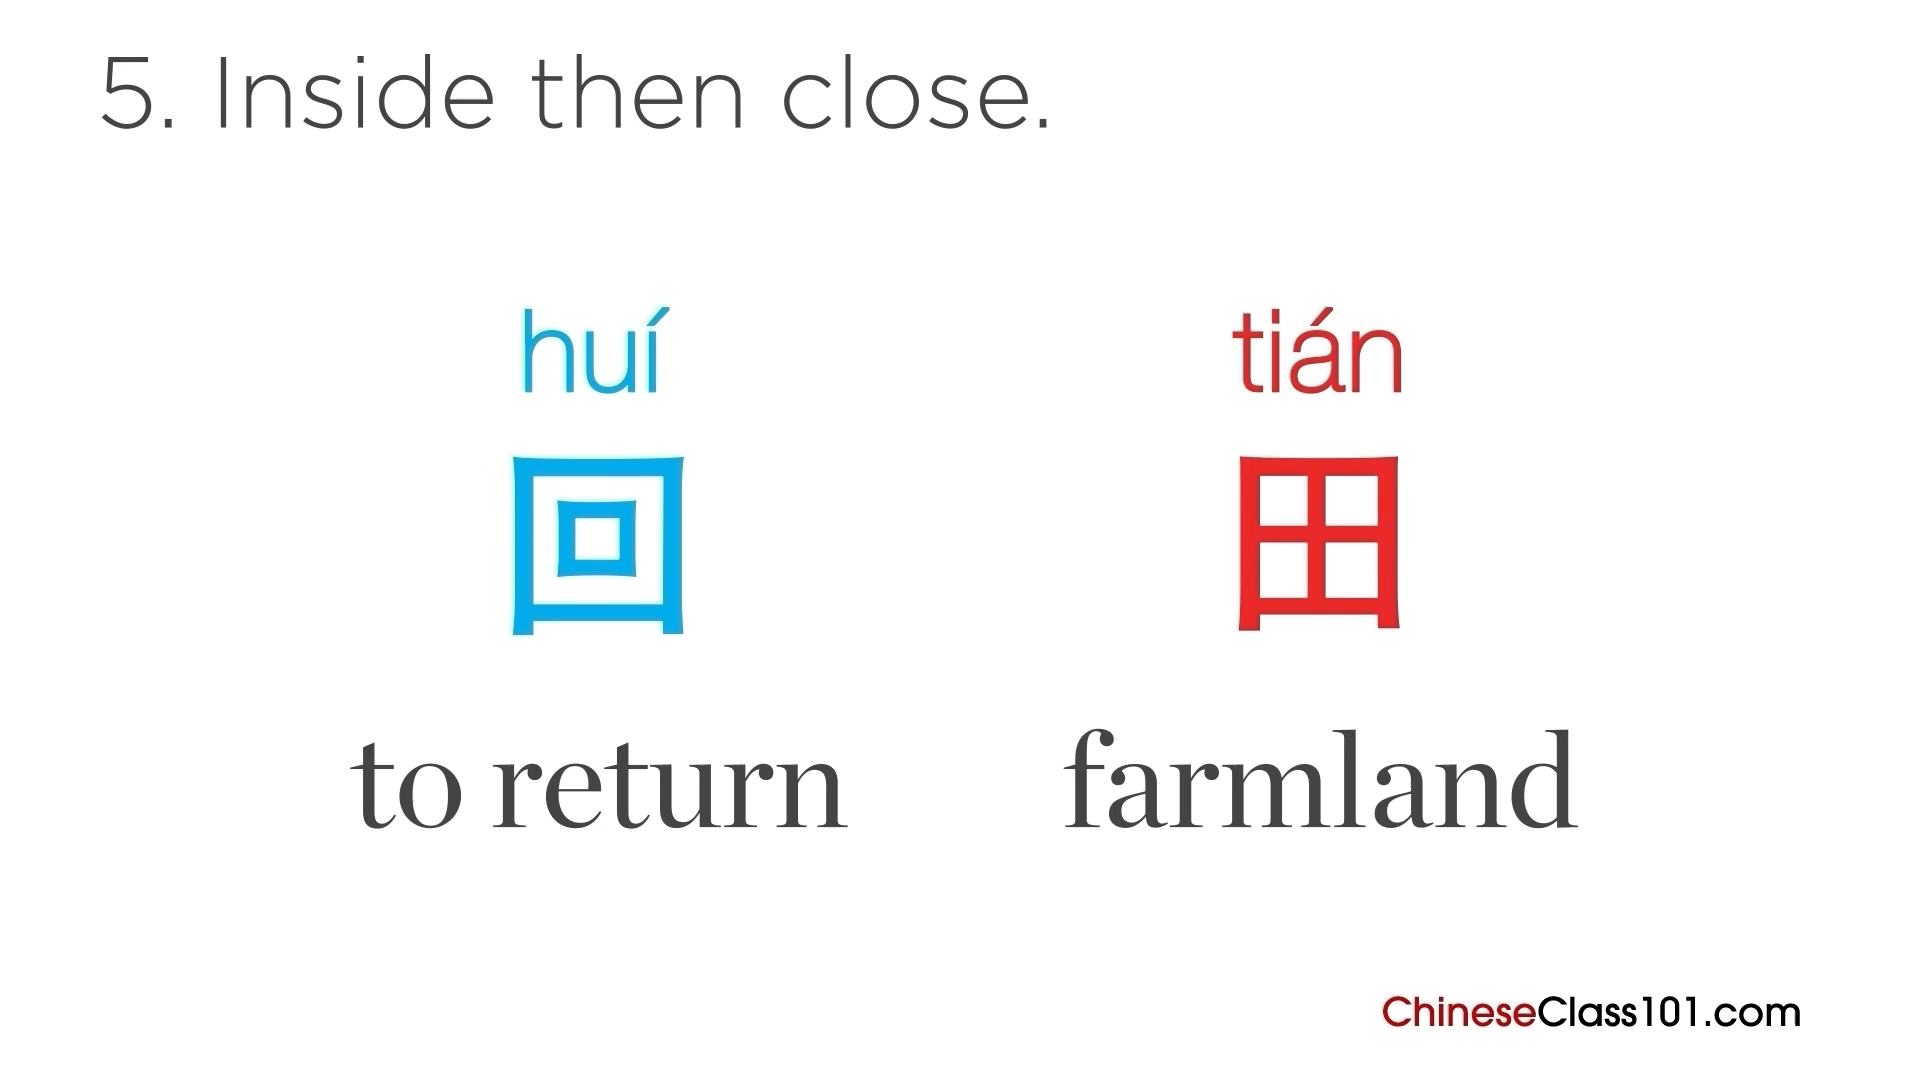 5. Inside then close.
huí
回
to return
tián
田
farmland
ChineseClass101.com